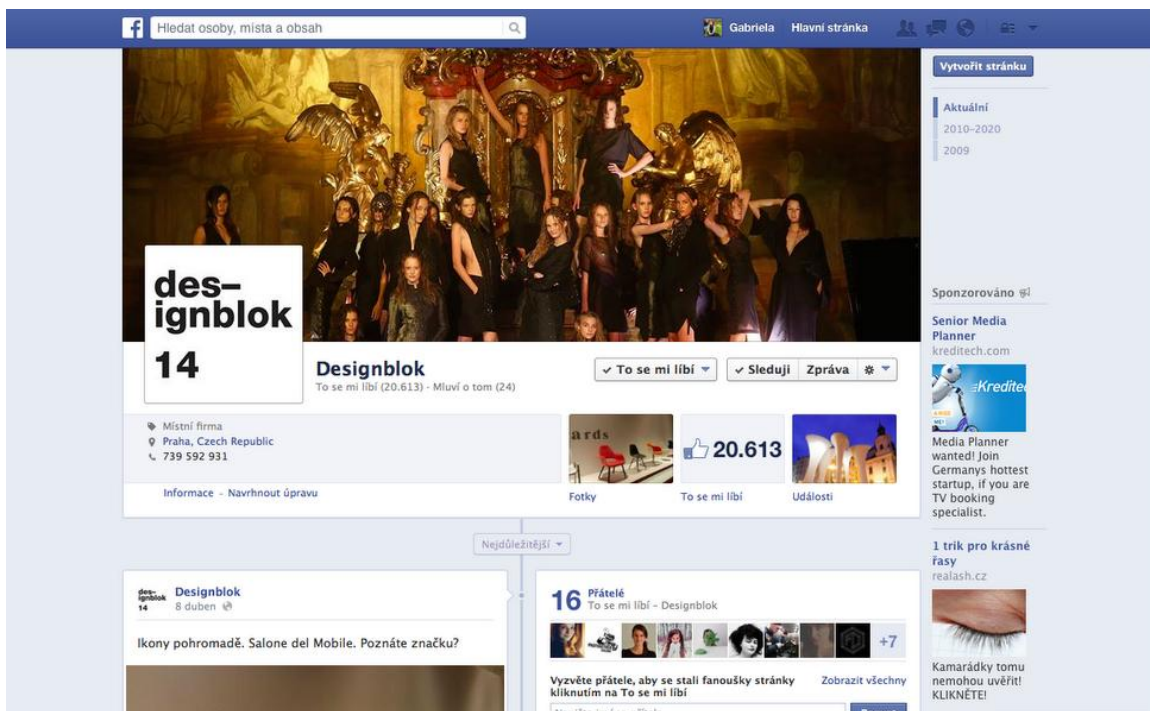 Hledat osoby, místa a obsah
Gabriela Hlavní stránka
Vytvořit stránku
Aktuální
2010–2020
2009
des–
ignblok
14
Designblok
To se mi líbí (20.613) · Mluví o tom (24)
To se mi líbí
Sleduji
Zpráva
Místní firma
Praha, Czech Republic
739 592 931
Informace – Navrhnout úpravu
ards
Fotky
20.613
To se mi líbí
Události
Nejdůležitější
des–
ignblok
14
Designblok
8 duben
Ikony pohromadě. Salone del Mobile. Poznáte značku?
16 Přátelé
To se mi líbí – Designblok
+7
Vyzvěte přátele, aby se stali fanoušky stránky
kliknutím na To se mi líbí
Zobrazit všechny
Sponzorováno
Senior Media
Planner
kreditech.com
Kredite
Media Planner
wanted! Join
Germanys hottest
startup, if you are
TV booking
specialist.
1 trik pro krásné
řasy
realash.cz
Kamarádky tomu
nemohou uvěřit!
KLIKNĚTE!